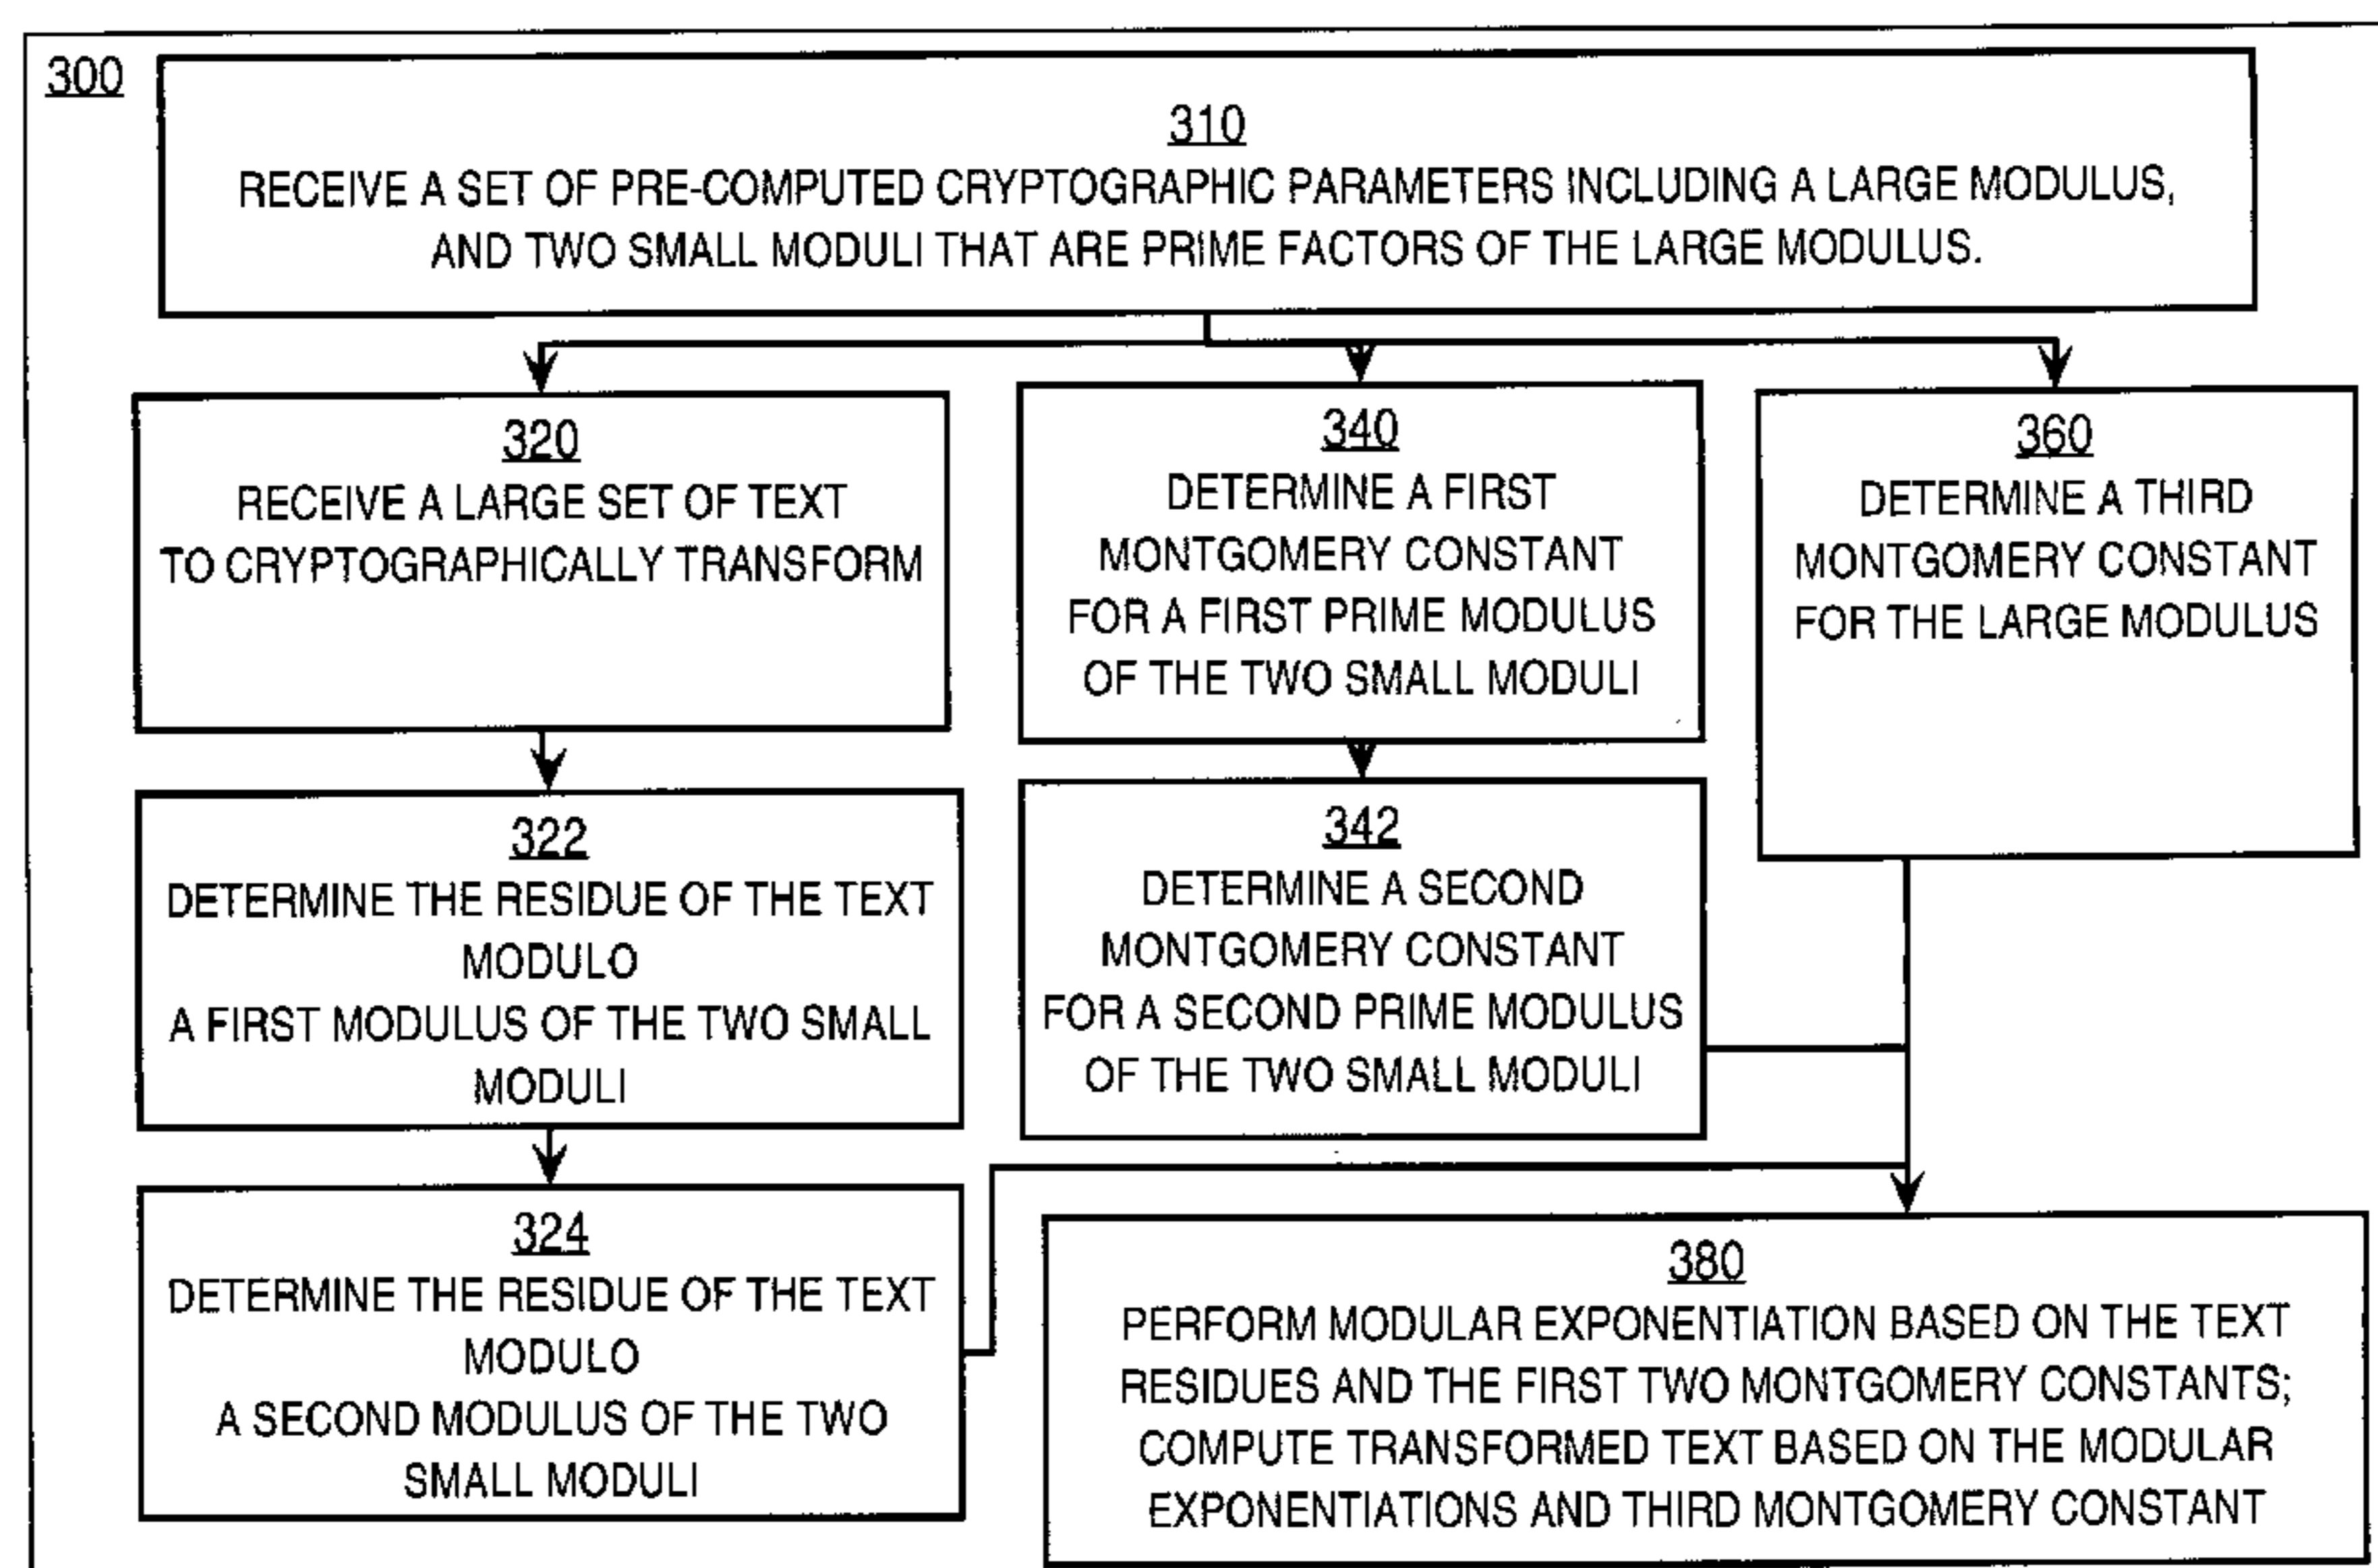 300
310
RECEIVE A SET OF PRE-COMPUTED CRYPTOGRAPHIC PARAMETERS INCLUDING A LARGE MODULUS,
AND TWO SMALL MODULI THAT ARE PRIME FACTORS OF THE LARGE MODULUS.
320
RECEIVE A LARGE SET OF TEXT
TO CRYPTOGRAPHICALLY TRANSFORM
322
DETERMINE THE RESIDUE OF THE TEXT
MODULO
A FIRST MODULUS OF THE TWO SMALL
MODULI
324
DETERMINE THE RESIDUE OF THE TEXT
MODULO
A SECOND MODULUS OF THE TWO
SMALL MODULI
340
DETERMINE A FIRST
MONTGOMERY CONSTANT
FOR A FIRST PRIME MODULUS
OF THE TWO SMALL MODULI
342
DETERMINE A SECOND
MONTGOMERY CONSTANT
FOR A SECOND PRIME MODULUS
OF THE TWO SMALL MODULI
360
DETERMINE A THIRD
MONTGOMERY CONSTANT
FOR THE LARGE MODULUS
380
PERFORM MODULAR EXPONENTIATION BASED ON THE TEXT
RESIDUES AND THE FIRST TWO MONTGOMERY CONSTANTS;
COMPUTE TRANSFORMED TEXT BASED ON THE MODULAR
EXPONENTIATIONS AND THIRD MONTGOMERY CONSTANT